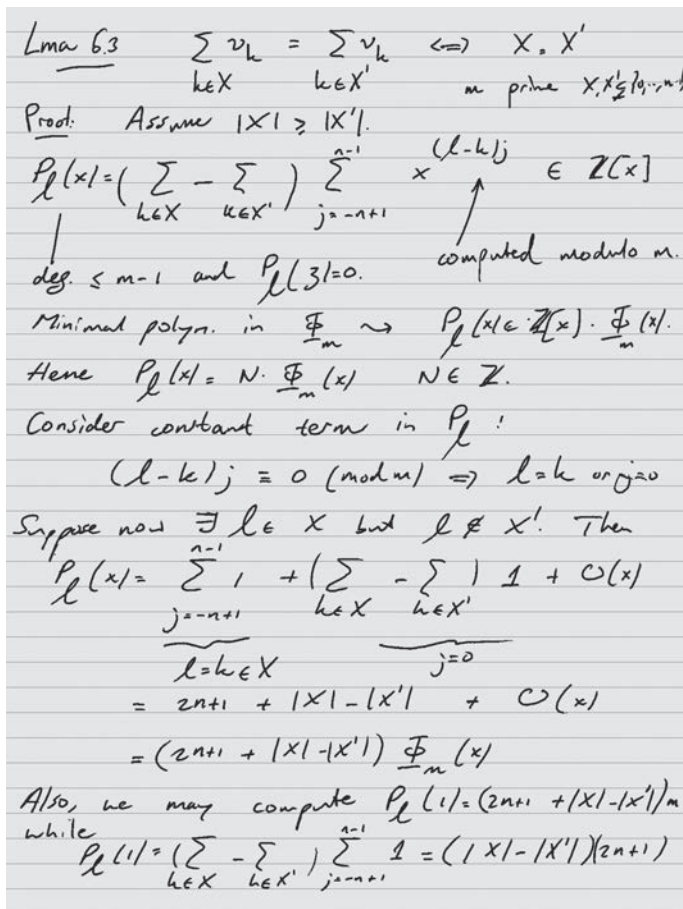 Lma 6.3 ∑_{k∈X} v_k = ∑_{k∈X'} v_k <=> X = X'
m prime X, X' ⊊ {0,..,n-1}
Proof: Assume |X| ≥ |X'|.
P_l(x) = (∑_{k∈X} - ∑_{k∈X'}) ∑_{j=-n+1}^{n-1} x^{(l-k)j} ∈ Z[x]
computed modulo m.
deg. ≤ m-1 and P_l(ζ)=0.
Minimal polyn. in Φ_m ⤳ P_l(x) ∈ Z[x] · Φ_m(x).
Hene P_l(x) = N · Φ_m(x) N ∈ Z.
Consider constant term in P_l :
(l-k)j ≡ 0 (mod m) => l=k or j=0
Suppose now ∃ l ∈ X but l ∉ X'. Then
P_l(x) = ∑_{j=-n+1}^{n-1} 1 + (∑_{k∈X} - ∑_{k∈X'}) 1 + O(x)
l=k∈X j=0
= 2n+1 + |X| - |X'| + O(x)
= (2n+1 + |X| - |X'|) Φ_m(x)
Also, we may compute P_l(1) = (2n+1 + |X| - |X'|)m
while
P_l(1) = (∑_{k∈X} - ∑_{k∈X'}) ∑_{j=-n+1}^{n-1} 1 = (|X| - |X'|)(2n+1)